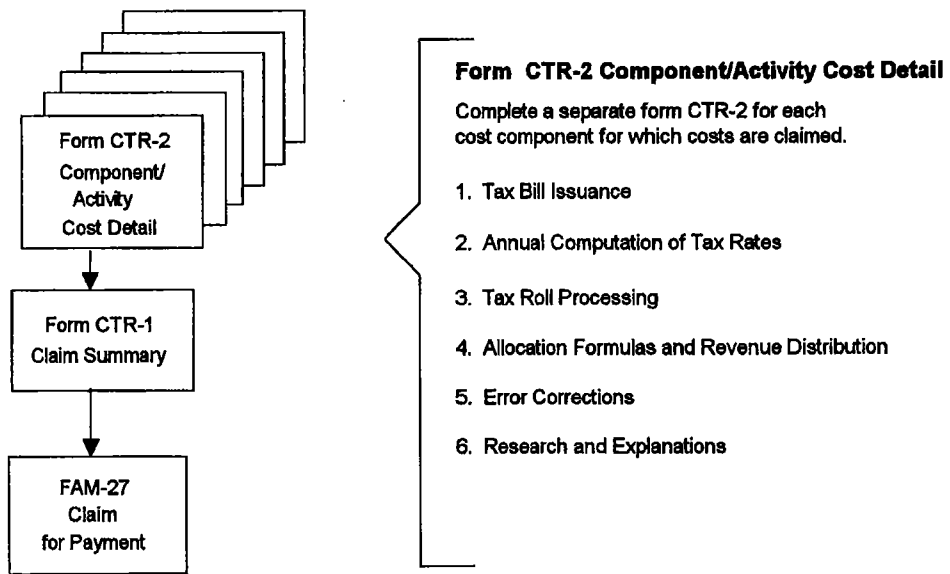 Form CTR-2
Component/
Activity
Cost Detail
Form CTR-1
Claim Summary
FAM-27
Claim
for Payment
Form CTR-2 Component/Activity Cost Detail
Complete a separate form CTR-2 for each
cost component for which costs are claimed.
1. Tax Bill Issuance
2. Annual Computation of Tax Rates
3. Tax Roll Processing
4. Allocation Formulas and Revenue Distribution
5. Error Corrections
6. Research and Explanations